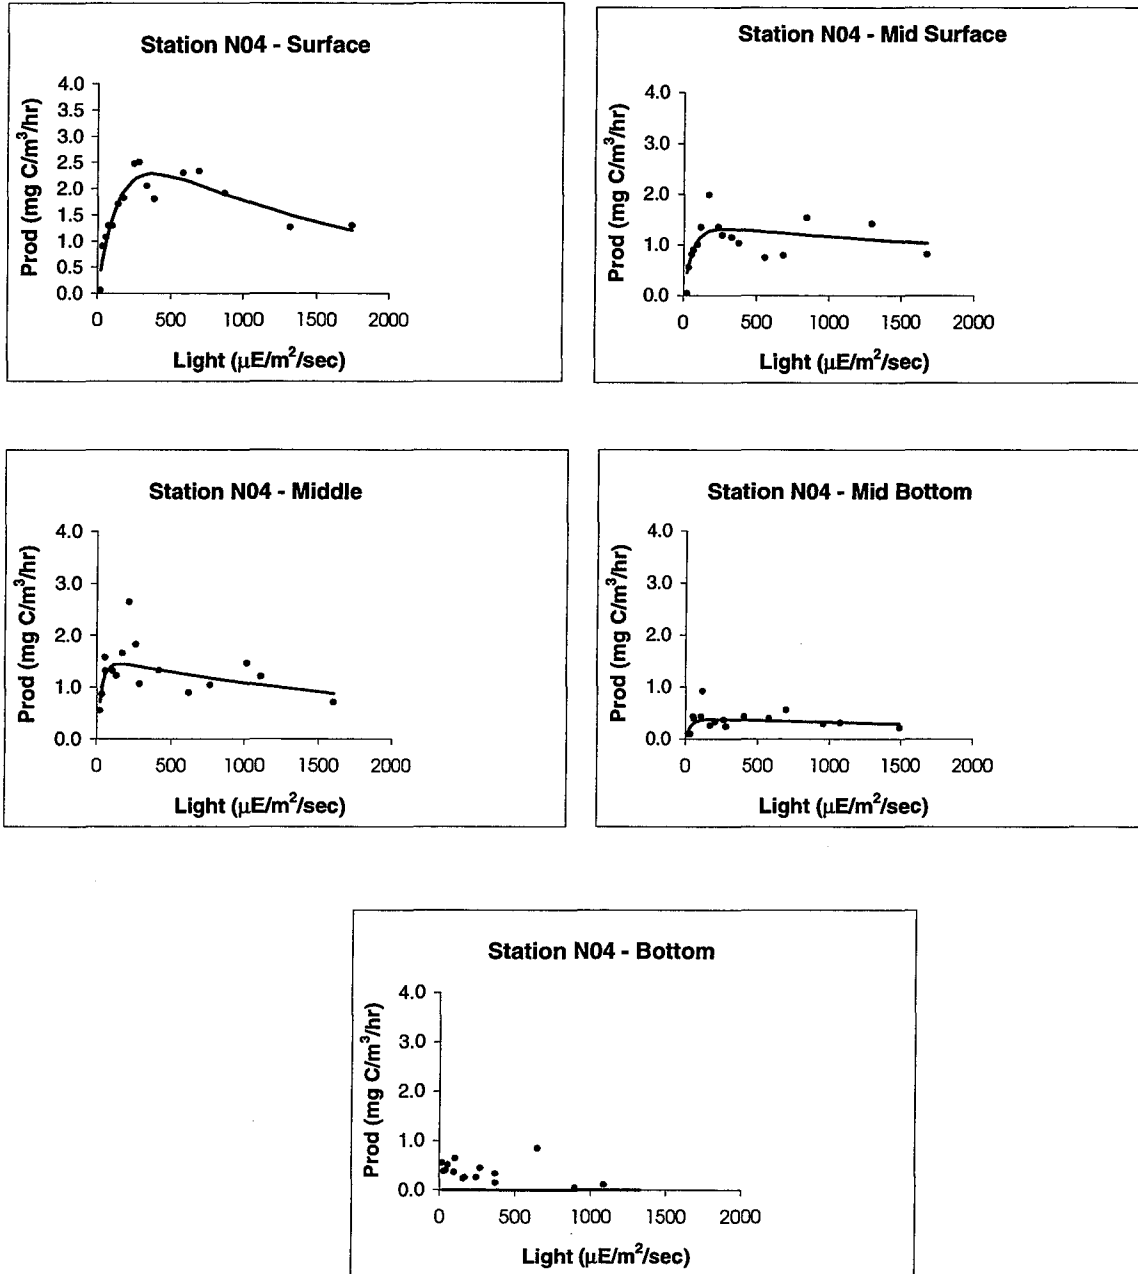 Station N04 - Surface
Prod (mg C/m³/hr)
4.0
3.5
3.0
2.5
2.0
1.5
1.0
0.5
0.0
0 500 1000 1500 2000
Light (µE/m²/sec)
Station N04 - Mid Surface
Prod (mg C/m³/hr)
4.0
3.0
2.0
1.0
0.0
0 500 1000 1500 2000
Light (µE/m²/sec)
Station N04 - Middle
Prod (mg C/m³/hr)
4.0
3.0
2.0
1.0
0.0
0 500 1000 1500 2000
Light (µE/m²/sec)
Station N04 - Mid Bottom
Prod (mg C/m³/hr)
4.0
3.0
2.0
1.0
0.0
0 500 1000 1500 2000
Light (µE/m²/sec)
Station N04 - Bottom
Prod (mg C/m³/hr)
4.0
3.0
2.0
1.0
0.0
0 500 1000 1500 2000
Light (µE/m²/sec)